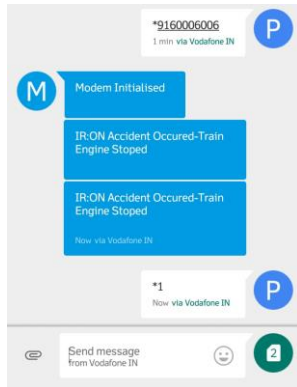 *9160006006
1 min via Vodafone IN
P
M
Modem Initialised
IR:ON Accident Occured-Train
Engine Stoped
IR:ON Accident Occured-Train
Engine Stoped
Now via Vodafone IN
*1
Now via Vodafone IN
P
Send message
from Vodafone IN
2